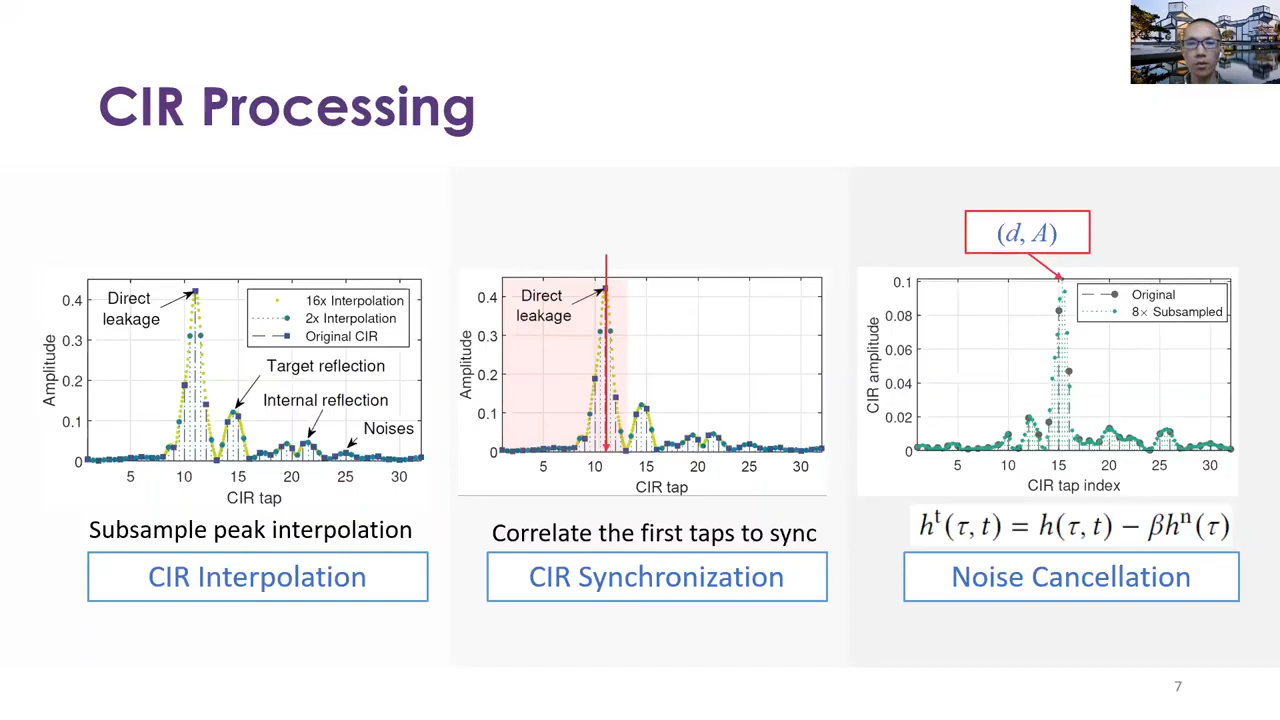 CIR Processing
Direct
leakage
16x Interpolation
2x Interpolation
Original CIR
Target reflection
Internal reflection
Noises
Amplitude
0.4
0.3
0.2
0.1
0
5
10
15
20
25
30
CIR tap
Subsample peak interpolation
CIR Interpolation
Direct
leakage
Amplitude
0.4
0.3
0.2
0.1
0
5
10
15
20
25
30
CIR tap
Correlate the first taps to sync
CIR Synchronization
(d, A)
Original
8× Subsampled
CIR amplitude
0.1
0.08
0.06
0.04
0.02
0
5
10
15
20
25
30
CIR tap index
hᵗ(τ, t) = h(τ, t) − βhⁿ(τ)
Noise Cancellation
7